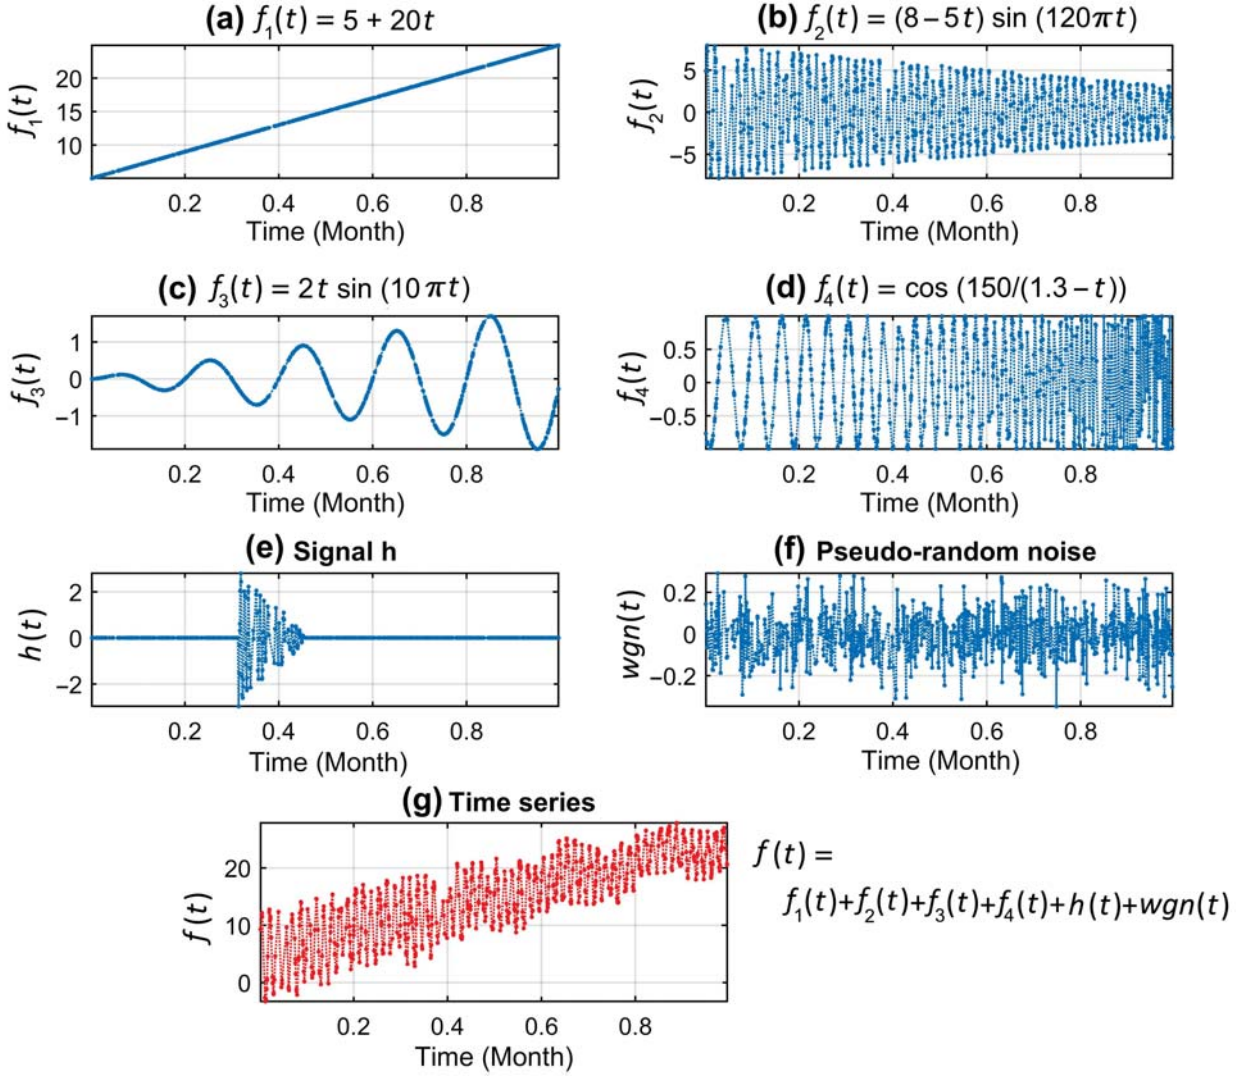 (a) f₁(t) = 5 + 20t
20
15
10
f₁(t)
0.2 0.4 0.6 0.8
Time (Month)
(b) f₂(t) = (8 – 5t) sin (120πt)
5
0
−5
f₂(t)
0.2 0.4 0.6 0.8
Time (Month)
(c) f₃(t) = 2t sin (10πt)
1
0
−1
f₃(t)
0.2 0.4 0.6 0.8
Time (Month)
(d) f₄(t) = cos (150/(1.3 – t))
0.5
0
−0.5
f₄(t)
0.2 0.4 0.6 0.8
Time (Month)
(e) Signal h
2
0
−2
h(t)
0.2 0.4 0.6 0.8
Time (Month)
(f) Pseudo-random noise
0.2
0
−0.2
wgn(t)
0.2 0.4 0.6 0.8
Time (Month)
(g) Time series
20
10
0
f(t)
0.2 0.4 0.6 0.8
Time (Month)
f(t) =
f₁(t)+f₂(t)+f₃(t)+f₄(t)+h(t)+wgn(t)